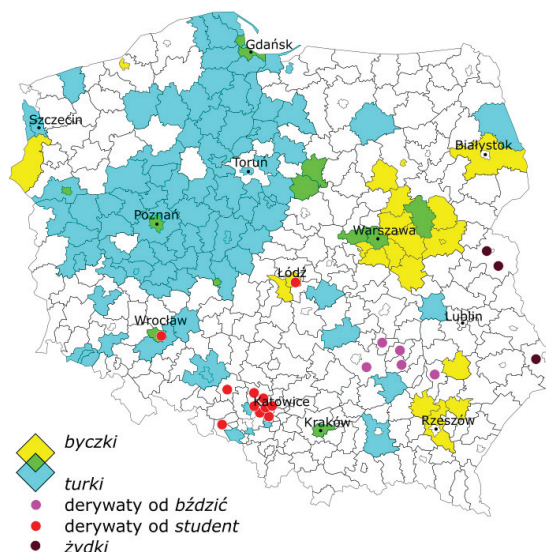 Gdańsk
Szczecin
Białystok
Toruń
Poznań
Warszawa
Łódź
Wrocław
Lublin
Katowice
Kraków
Rzeszów
byczki
turki
derywaty od bździć
derywaty od student
żydki